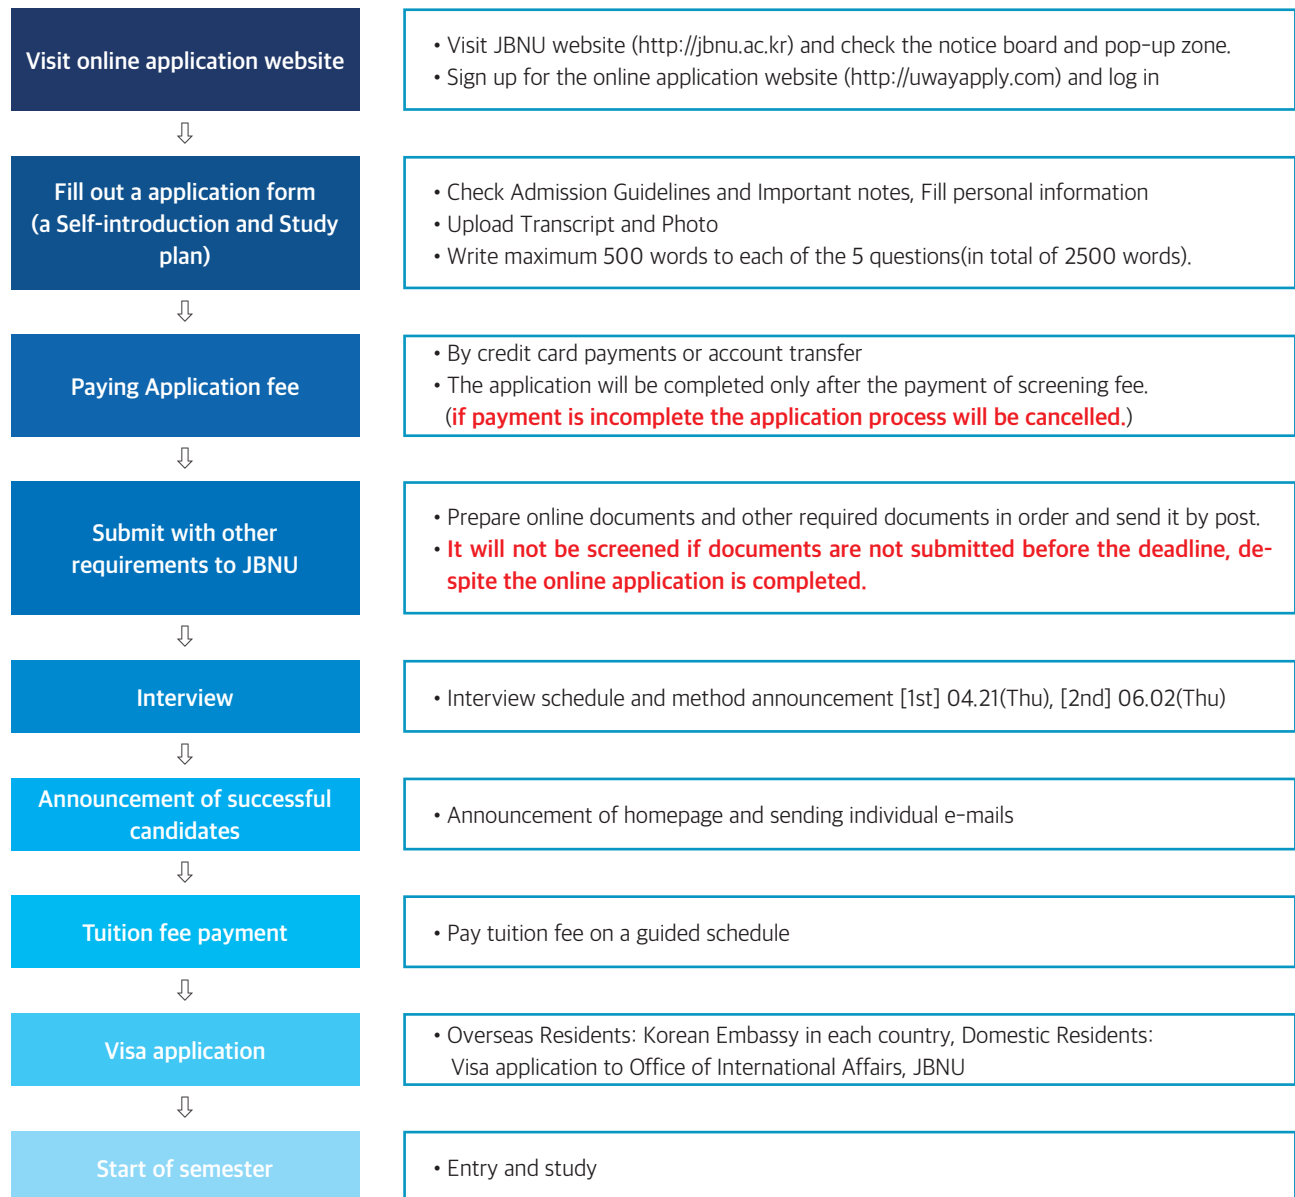 Visit online application website
• Visit JBNU website (http://jbnu.ac.kr) and check the notice board and pop-up zone.
• Sign up for the online application website (http://uwayapply.com) and log in
⇩
Fill out a application form
(a Self-introduction and Study
plan)
• Check Admission Guidelines and Important notes, Fill personal information
• Upload Transcript and Photo
• Write maximum 500 words to each of the 5 questions(in total of 2500 words).
⇩
Paying Application fee
• By credit card payments or account transfer
• The application will be completed only after the payment of screening fee.
(if payment is incomplete the application process will be cancelled.)
⇩
Submit with other
requirements to JBNU
• Prepare online documents and other required documents in order and send it by post.
• It will not be screened if documents are not submitted before the deadline, de-
spite the online application is completed.
⇩
Interview
• Interview schedule and method announcement [1st] 04.21(Thu), [2nd] 06.02(Thu)
⇩
Announcement of successful
candidates
• Announcement of homepage and sending individual e-mails
⇩
Tuition fee payment
• Pay tuition fee on a guided schedule
⇩
Visa application
• Overseas Residents: Korean Embassy in each country, Domestic Residents:
Visa application to Office of International Affairs, JBNU
⇩
Start of semester
• Entry and study